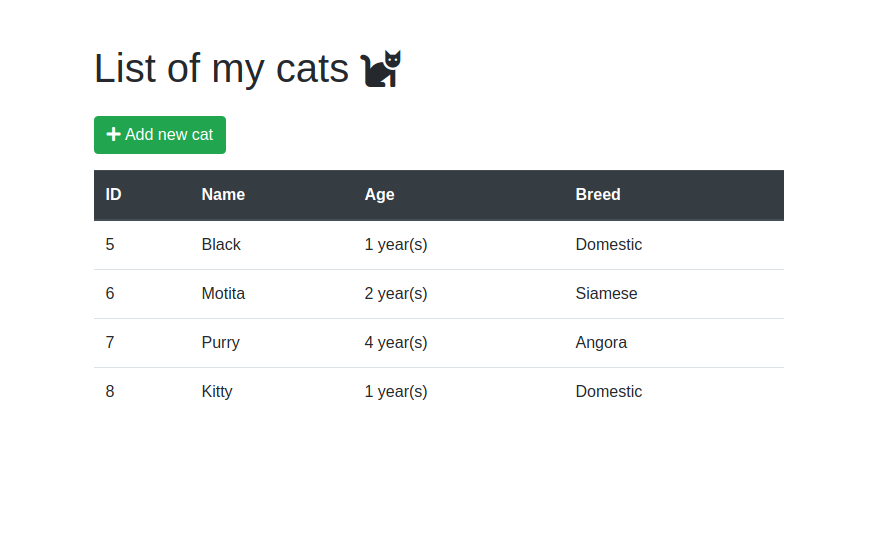 List of my cats
Add new cat
ID Name Age Breed
5 Black 1 year(s) Domestic
6 Motita 2 year(s) Siamese
7 Purry 4 year(s) Angora
8 Kitty 1 year(s) Domestic